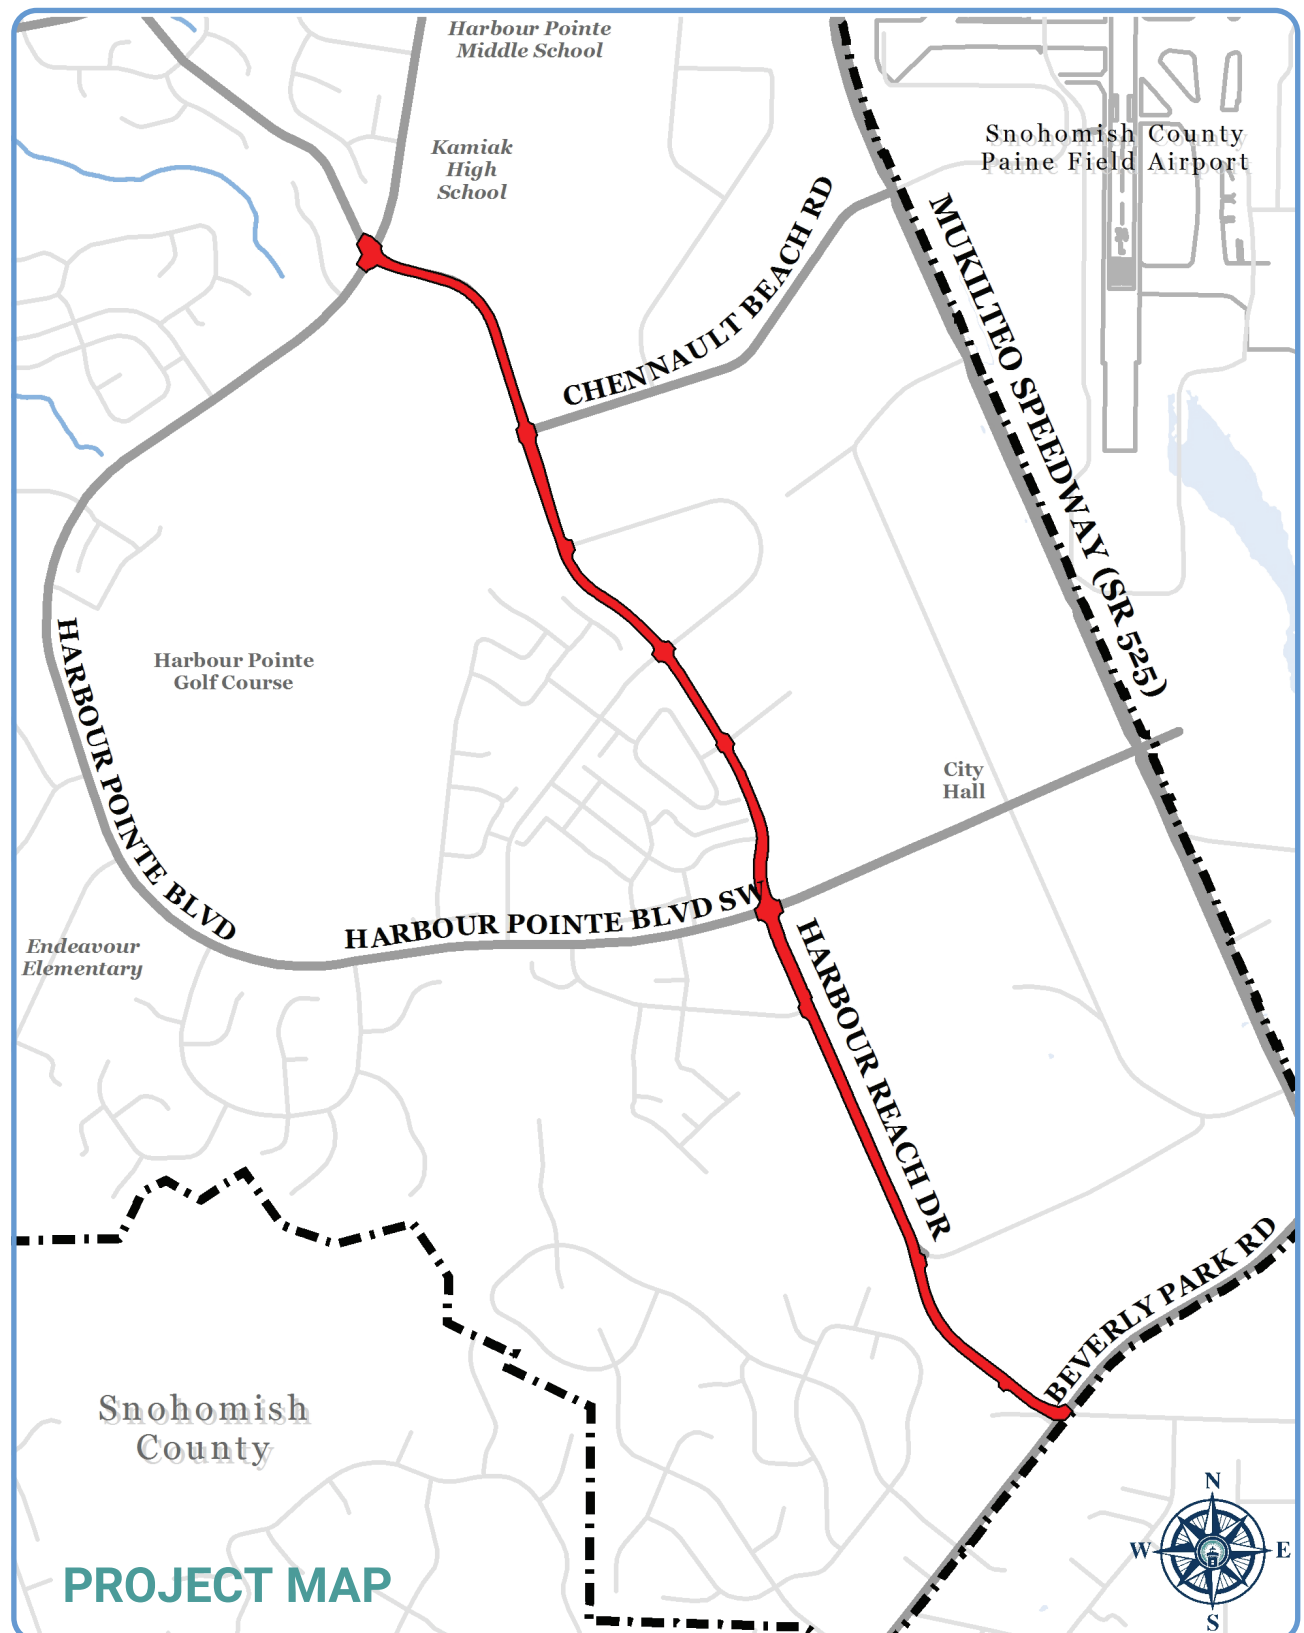 Harbour Pointe
Middle School
Snohomish County
Paine Field Airport
Kamiak
High
School
CHENNAULT BEACH RD
MUKILTEO SPEEDWAY (SR 525)
HARBOUR POINTE BLVD
Harbour Pointe
Golf Course
City
Hall
HARBOUR POINTE BLVD SW
Endeavour
Elementary
HARBOUR REACH DR
BEVERLY PARK RD
Snohomish
County
PROJECT MAP
N
W
E
S